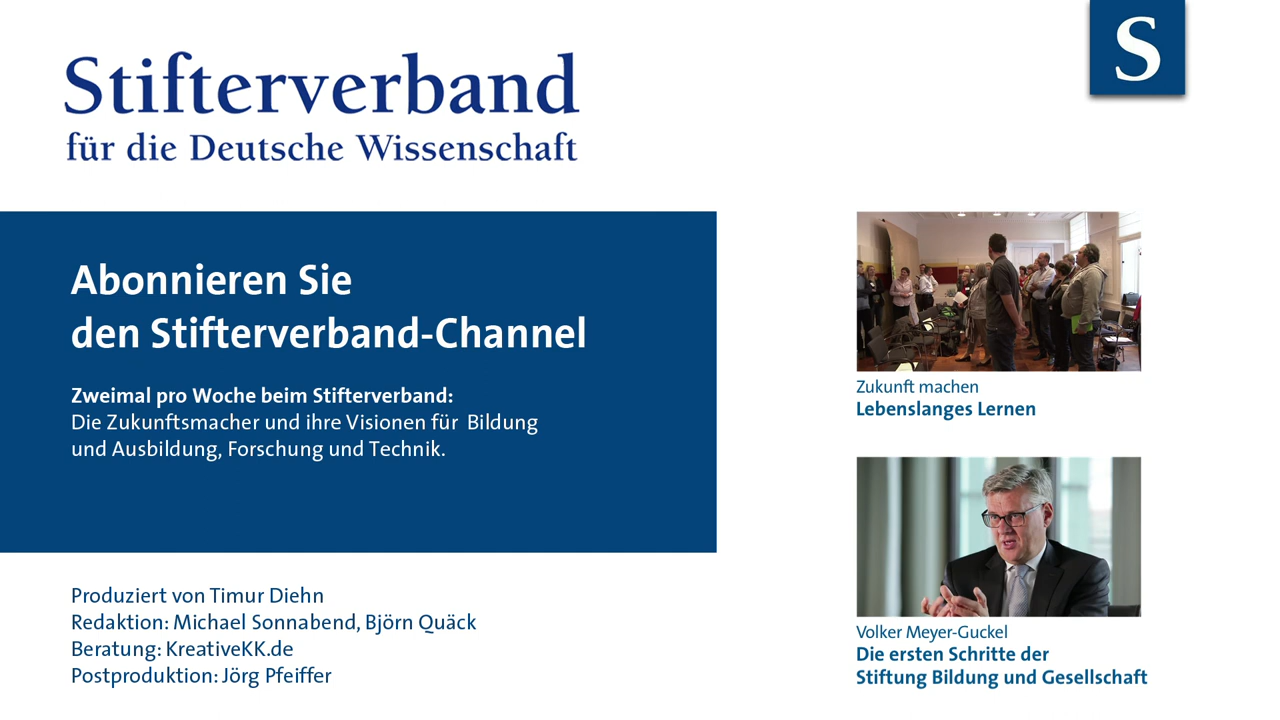 Stifterverband
für die Deutsche Wissenschaft
S
Abonnieren Sie
den Stifterverband-Channel
Zweimal pro Woche beim Stifterverband:
Die Zukunftsmacher und ihre Visionen für Bildung
und Ausbildung, Forschung und Technik.
Produziert von Timur Diehn
Redaktion: Michael Sonnabend, Björn Quäck
Beratung: KreativeKK.de
Postproduktion: Jörg Pfeiffer
Zukunft machen
Lebenslanges Lernen
Volker Meyer-Guckel
Die ersten Schritte der
Stiftung Bildung und Gesellschaft